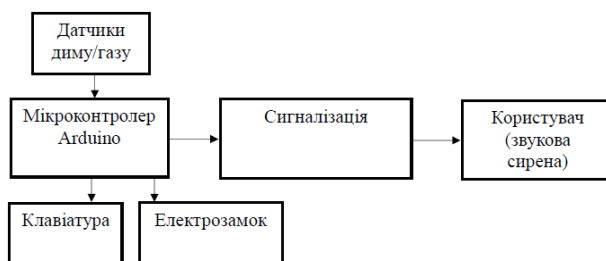 Датчики
диму/газу
Мікроконтролер
Arduino
Сигналізація
Користувач
(звукова
сирена)
Клавіатура
Електрозамок